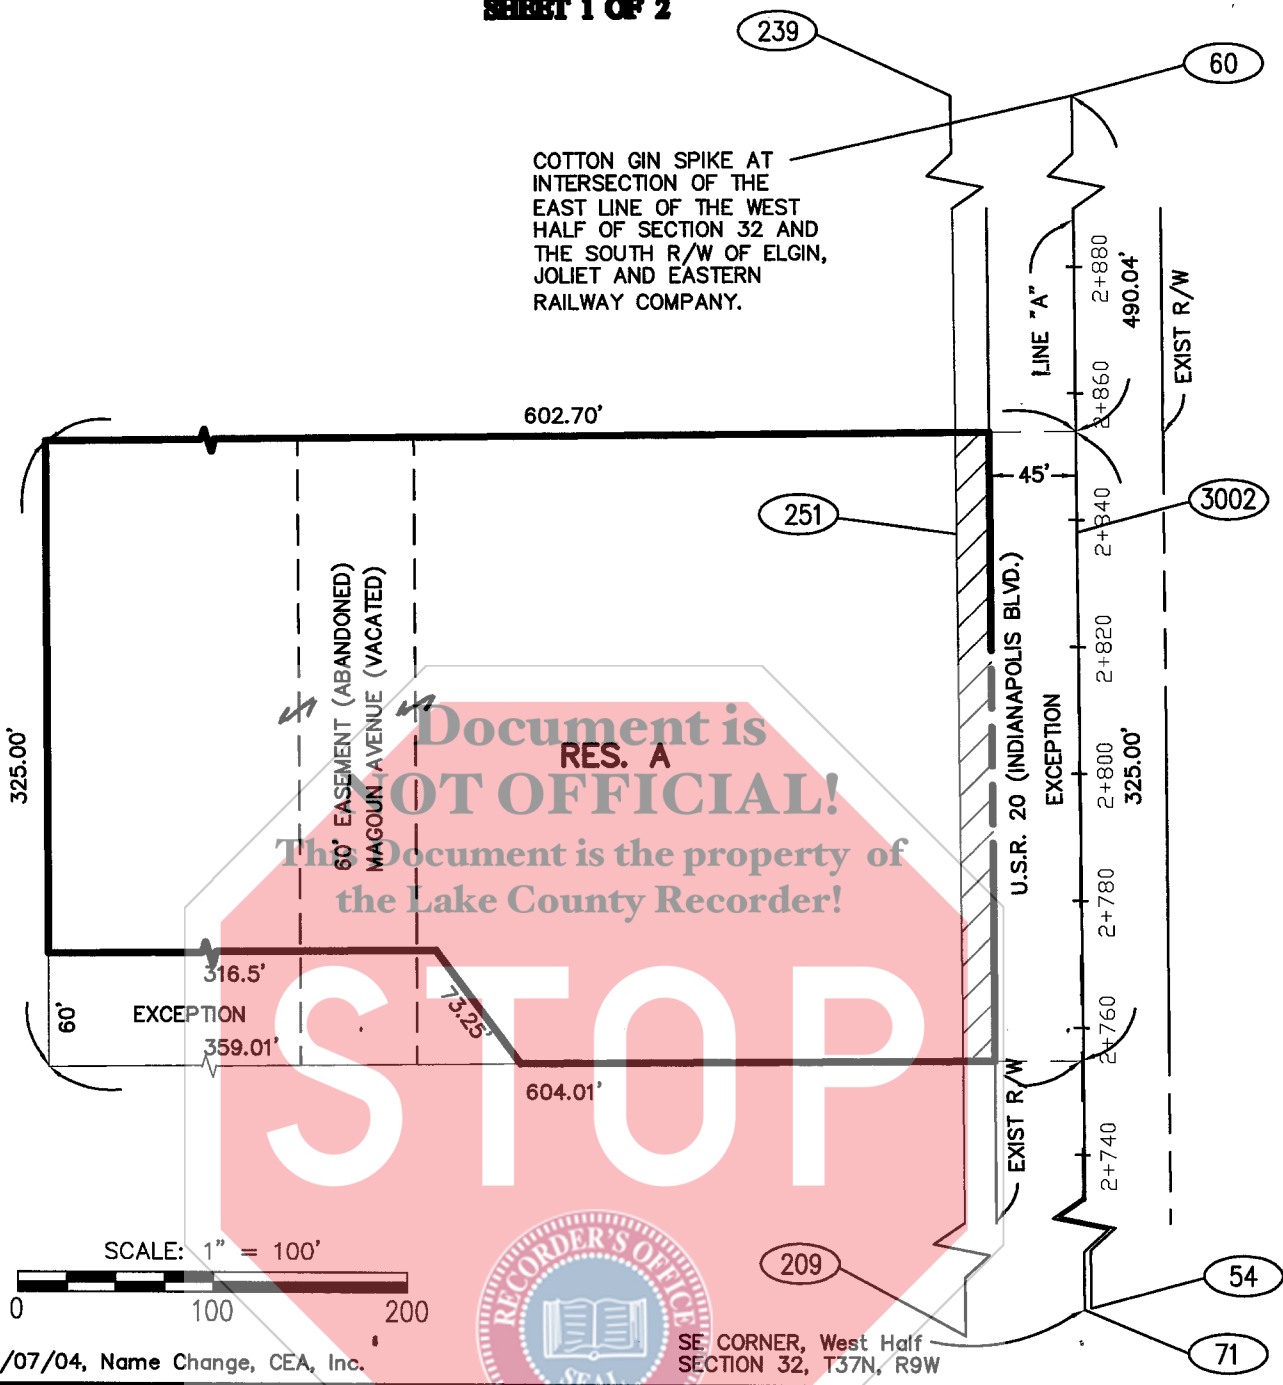 SHEET 1 OF 2
239
60
COTTON GIN SPIKE AT
INTERSECTION OF THE
EAST LINE OF THE WEST
HALF OF SECTION 32 AND
THE SOUTH R/W OF ELGIN,
JOLIET AND EASTERN
RAILWAY COMPANY.
LINE "A"
2+880
490.04'
EXIST R/W
2+860
602.70'
45'
251
3002
2+840
60' EASEMENT (ABANDONED)
MAGOUN AVENUE (VACATED)
U.S.R. 20 (INDIANAPOLIS BLVD.)
EXCEPTION
2+820
325.00'
2+800
325.00'
RES. A
Document is
NOT OFFICIAL!
This Document is the property of
the Lake County Recorder!
2+780
316.5'
60'
EXCEPTION
73.25'
359.01'
2+760
604.01'
STOP
EXIST R/W
2+740
SCALE: 1" = 100'
0
100
200
RECORDER'S OFFICE
SEAL
209
54
SE CORNER, West Half
SECTION 32, T37N, R9W
71
/07/04, Name Change, CEA, Inc.